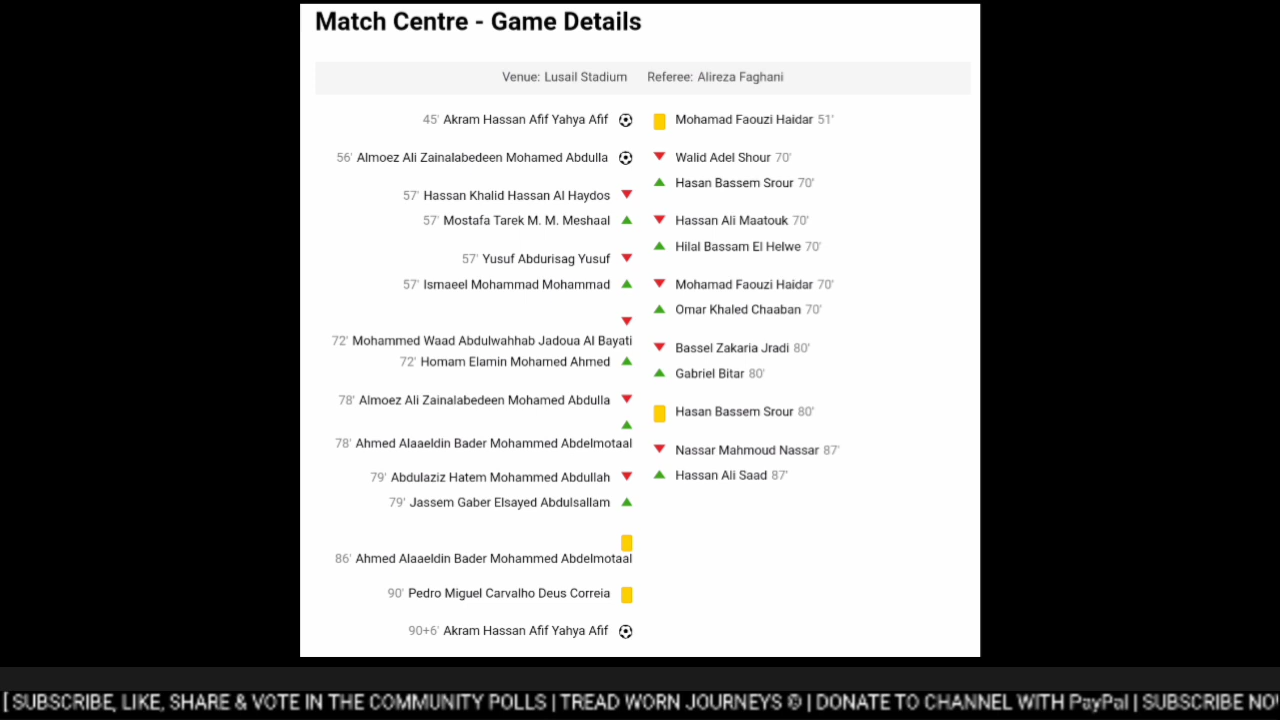 Match Centre - Game Details
Venue: Lusail Stadium Referee: Alireza Faghani
45' Akram Hassan Afif Yahya Afif
56' Almoez Ali Zainalabedeen Mohamed Abdulla
57' Hassan Khalid Hassan Al Haydos
57' Mostafa Tarek M. M. Meshaal
57' Yusuf Abdurisag Yusuf
57' Ismaeel Mohammad Mohammad
72' Mohammed Waad Abdulwahhab Jadoua Al Bayati
72' Homam Elamin Mohamed Ahmed
78' Almoez Ali Zainalabedeen Mohamed Abdulla
78' Ahmed Alaaeldin Bader Mohammed Abdelmotaal
79' Abdulaziz Hatem Mohammed Abdullah
79' Jassem Gaber Elsayed Abdulsallam
86' Ahmed Alaaeldin Bader Mohammed Abdelmotaal
90' Pedro Miguel Carvalho Deus Correia
90+6' Akram Hassan Afif Yahya Afif
Mohamad Faouzi Haidar 51'
Walid Adel Shour 70'
Hasan Bassem Srour 70'
Hassan Ali Maatouk 70'
Hilal Bassam El Helwe 70'
Mohamad Faouzi Haidar 70'
Omar Khaled Chaaban 70'
Bassel Zakaria Jradi 80'
Gabriel Bitar 80'
Hasan Bassem Srour 80'
Nassar Mahmoud Nassar 87'
Hassan Ali Saad 87'
[ SUBSCRIBE, LIKE, SHARE & VOTE IN THE COMMUNITY POLLS | TREAD WORN JOURNEYS © | DONATE TO CHANNEL WITH PayPal | SUBSCRIBE NO